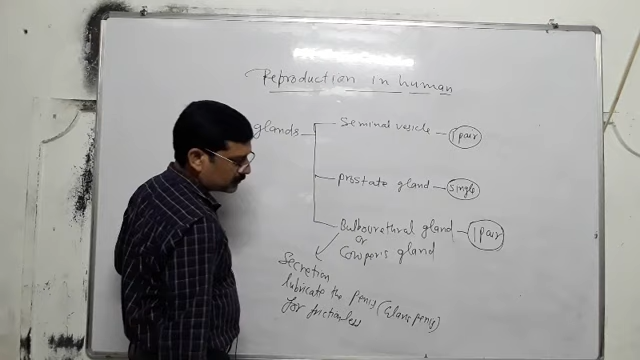 Reproduction in human
glands
Seminal vesicle 1 pair
prostate gland single
Bulbourethral gland 1 pair
or
Cowper's gland
Secretion
lubricate the penis (Glans penis)
for frictionless